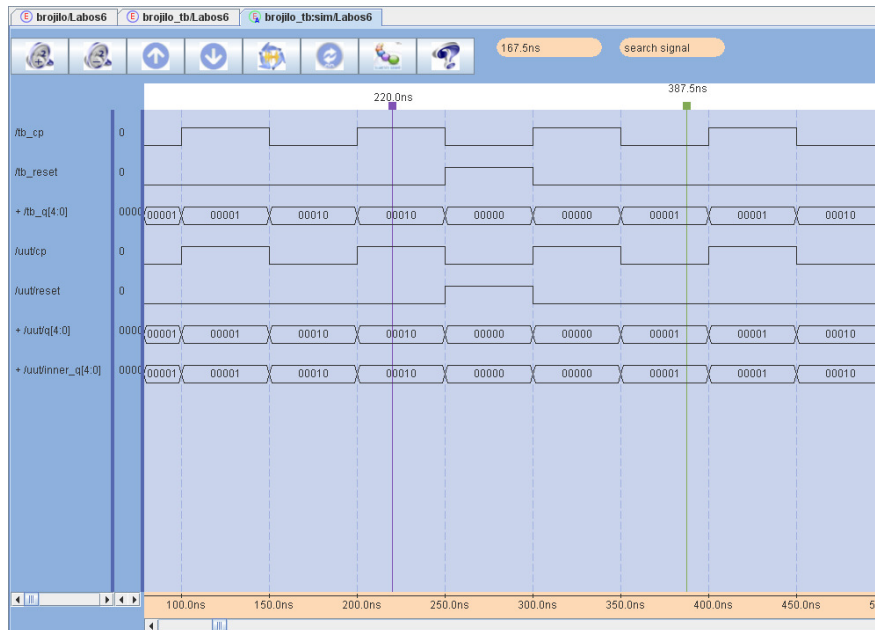 brojilo/Labos6 brojilo_tb/Labos6 brojilo_tb:sim/Labos6
167.5ns search signal
387.5ns
220.0ns
/tb_cp 0
/tb_reset 0
+ /tb_q[4:0] 0000 00001 00001 00010 00010 00000 00000 00001 00001 00010
/uut/cp 0
/uut/reset 0
+ /uut/q[4:0] 0000 00001 00001 00010 00010 00000 00000 00001 00001 00010
+ /uut/inner_q[4:0] 0000 00001 00001 00010 00010 00000 00000 00001 00001 00010
100.0ns 150.0ns 200.0ns 250.0ns 300.0ns 350.0ns 400.0ns 450.0ns 5